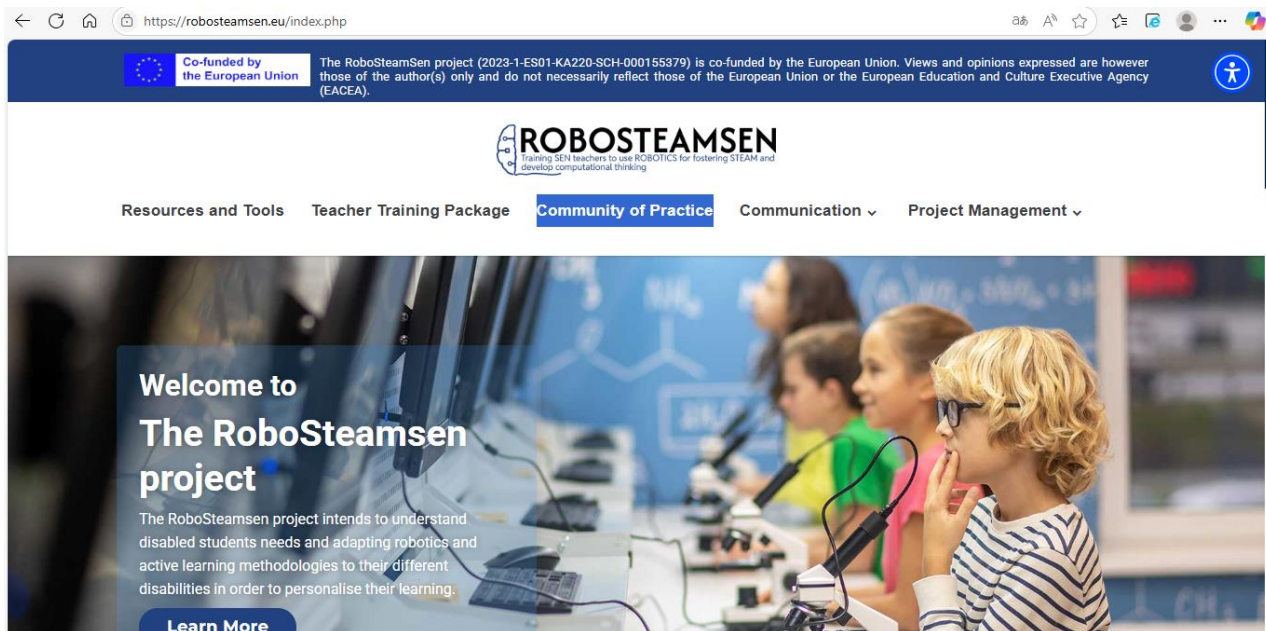 https://robosteamsen.eu/index.php
Co-funded by
the European Union
The RoboSteamSen project (2023-1-ES01-KA220-SCH-000155379) is co-funded by the European Union. Views and opinions expressed are however
those of the author(s) only and do not necessarily reflect those of the European Union or the European Education and Culture Executive Agency
(EACEA).
ROBOSTEAMSEN
Training SEN teachers to use ROBOTICS for fostering STEAM and
develop computational thinking
Resources and Tools Teacher Training Package Community of Practice Communication Project Management
Welcome to
The RoboSteamsen
project
The RoboSteamsen project intends to understand
disabled students needs and adapting robotics and
active learning methodologies to their different
disabilities in order to personalise their learning.
Learn More